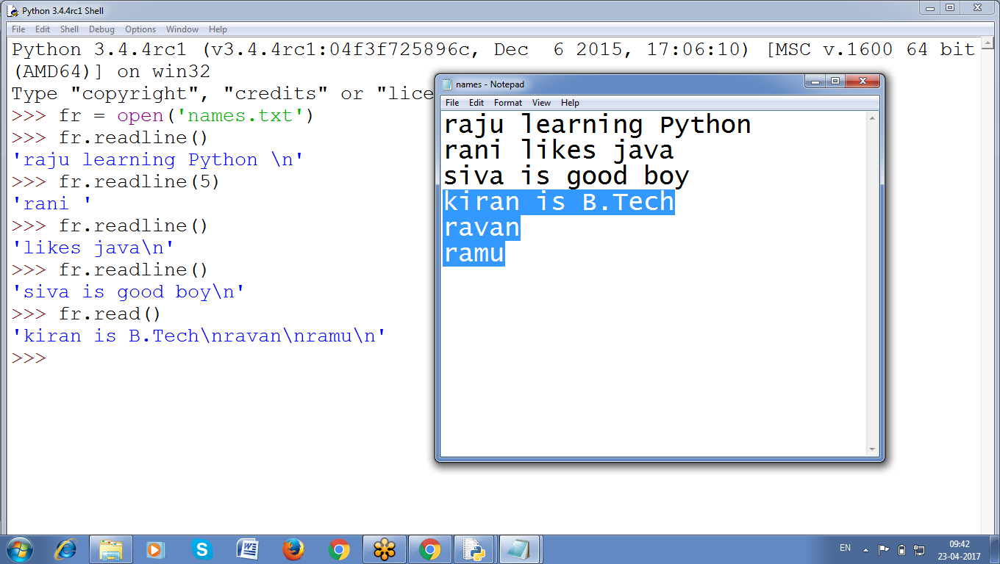 Python 3.4.4rc1 Shell
File Edit Shell Debug Options Window Help
Python 3.4.4rc1 (v3.4.4rc1:04f3f725896c, Dec  6 2015, 17:06:10) [MSC v.1600 64 bit
(AMD64)] on win32
Type "copyright", "credits" or "lice
>>> fr = open('names.txt')
>>> fr.readline()
'raju learning Python \n'
>>> fr.readline(5)
'rani '
>>> fr.readline()
'likes java\n'
>>> fr.readline()
'siva is good boy\n'
>>> fr.read()
'kiran is B.Tech\nravan\nramu\n'
>>>
names - Notepad
File Edit Format View Help
raju learning Python
rani likes java
siva is good boy
kiran is B.Tech
ravan
ramu
EN
09:42
23-04-2017